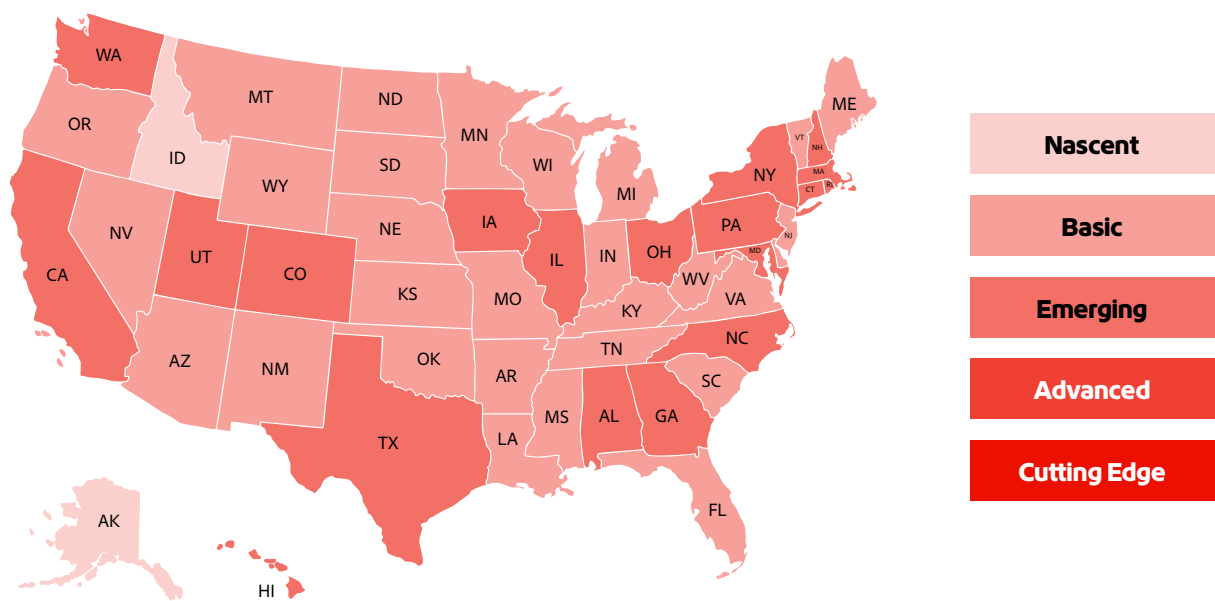 WA
MT
ND
MN
ME
OR
ID
WY
SD
WI
MI
VT
NH
NY
MA
CT
RI
Nascent
NV
UT
CO
NE
IA
IL
IN
OH
PA
NJ
MD
Basic
CA
KS
MO
KY
WV
VA
Emerging
AZ
NM
OK
AR
TN
NC
SC
Advanced
TX
LA
MS
AL
GA
Cutting Edge
AK
HI
FL